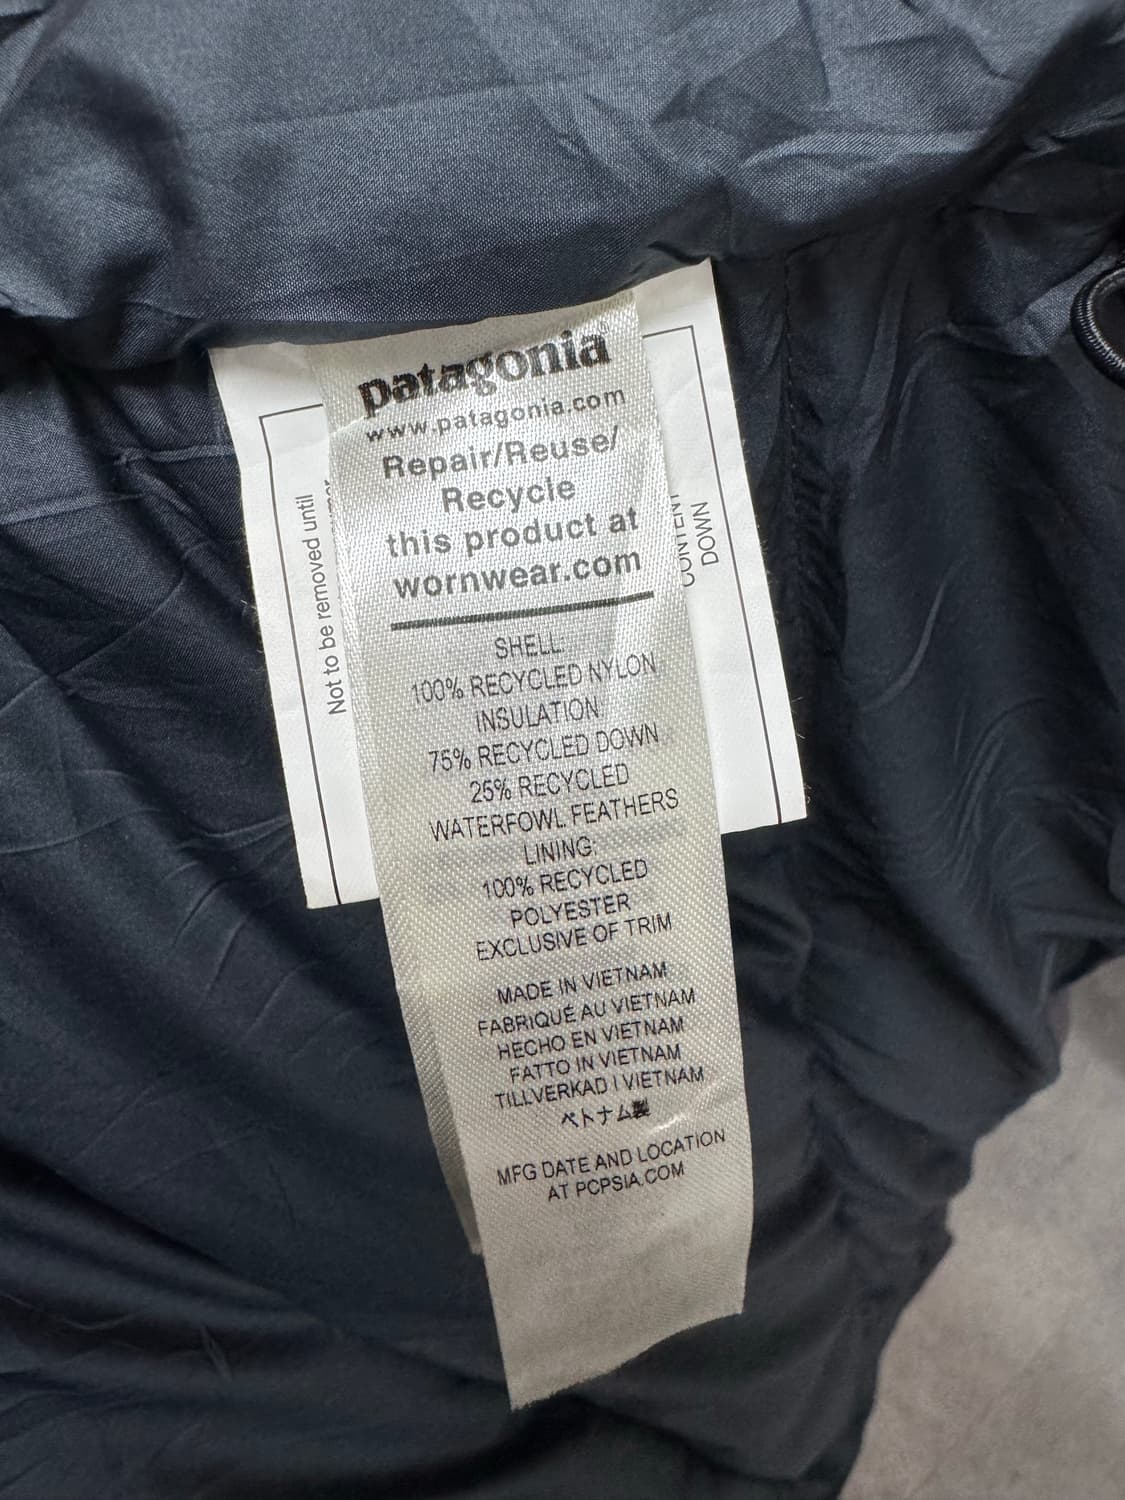 patagonia®
www.patagonia.com
Repair/Reuse/
Recycle
this product at
wornwear.com
SHELL:
100% RECYCLED NYLON
INSULATION:
75% RECYCLED DOWN
25% RECYCLED
WATERFOWL FEATHERS
LINING:
100% RECYCLED
POLYESTER
EXCLUSIVE OF TRIM
MADE IN VIETNAM
FABRIQUÉ AU VIETNAM
HECHO EN VIETNAM
FATTO IN VIETNAM
TILLVERKAD I VIETNAM
ベトナム製
MFG DATE AND LOCATION
AT PCPSIA.COM
Not to be removed until
CONTENT
DOWN